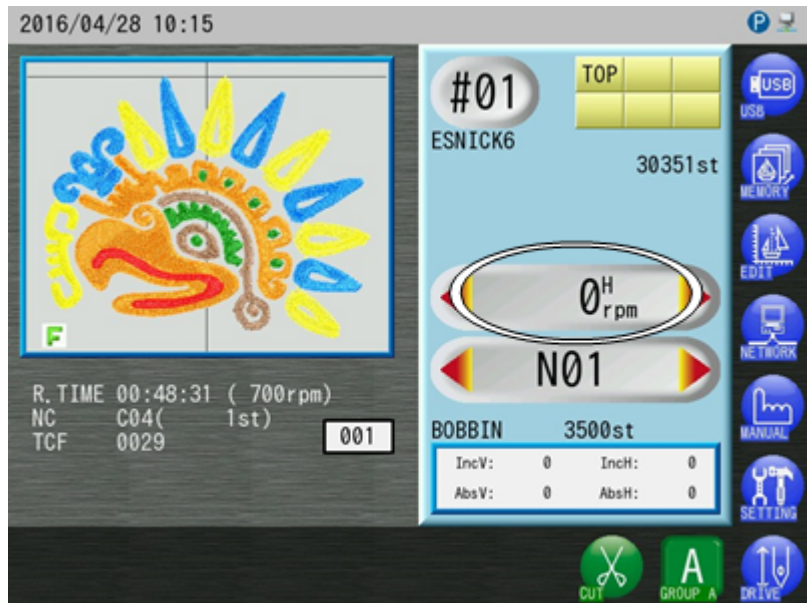 2016/04/28 10:15
P
#01
TOP
ESNICK6
30351st
0 H rpm
N01
F
R.TIME 00:48:31 ( 700rpm)
NC C04( 1st)
TCF 0029
001
BOBBIN 3500st
IncV: 0 IncH: 0
AbsV: 0 AbsH: 0
USB
USB
MEMORY
EDIT
NETWORK
MANUAL
SETTING
CUT
A
GROUP A
DRIVE